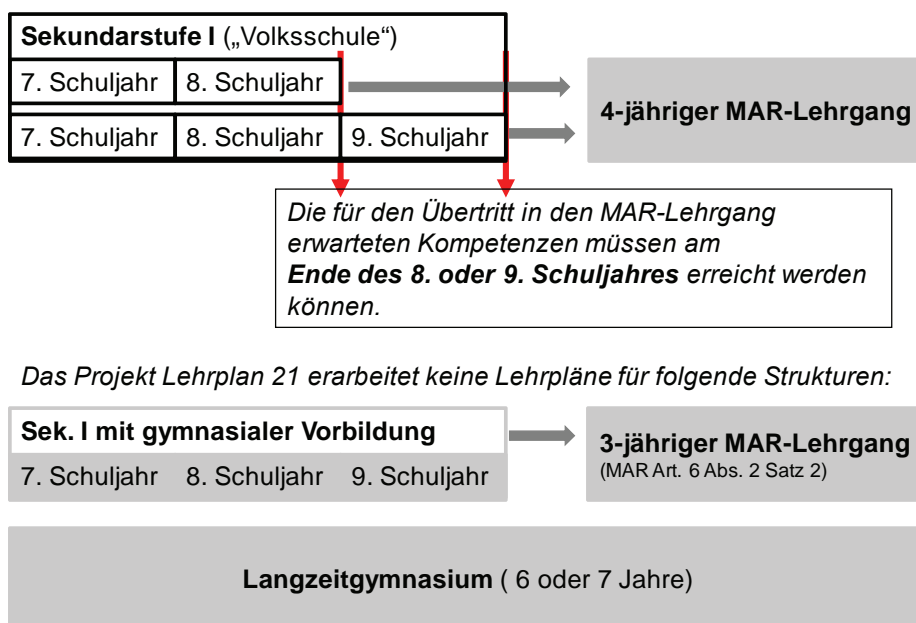 Sekundarstufe I („Volksschule“)
7. Schuljahr 8. Schuljahr
7. Schuljahr 8. Schuljahr 9. Schuljahr
4-jähriger MAR-Lehrgang
Die für den Übertritt in den MAR-Lehrgang
erwarteten Kompetenzen müssen am
Ende des 8. oder 9. Schuljahres erreicht werden
können.
Das Projekt Lehrplan 21 erarbeitet keine Lehrpläne für folgende Strukturen:
Sek. I mit gymnasialer Vorbildung
7. Schuljahr 8. Schuljahr 9. Schuljahr
3-jähriger MAR-Lehrgang
(MAR Art. 6 Abs. 2 Satz 2)
Langzeitgymnasium ( 6 oder 7 Jahre)